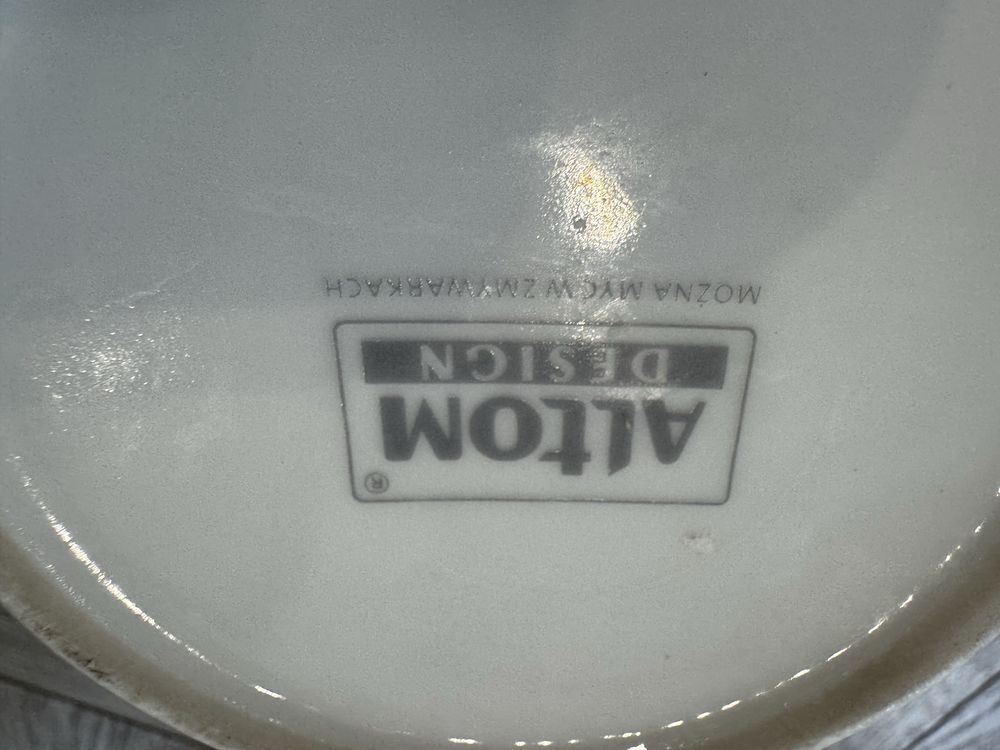 AltoM®
DESIGN
MOŻNA MYĆ W ZMYWARKACH